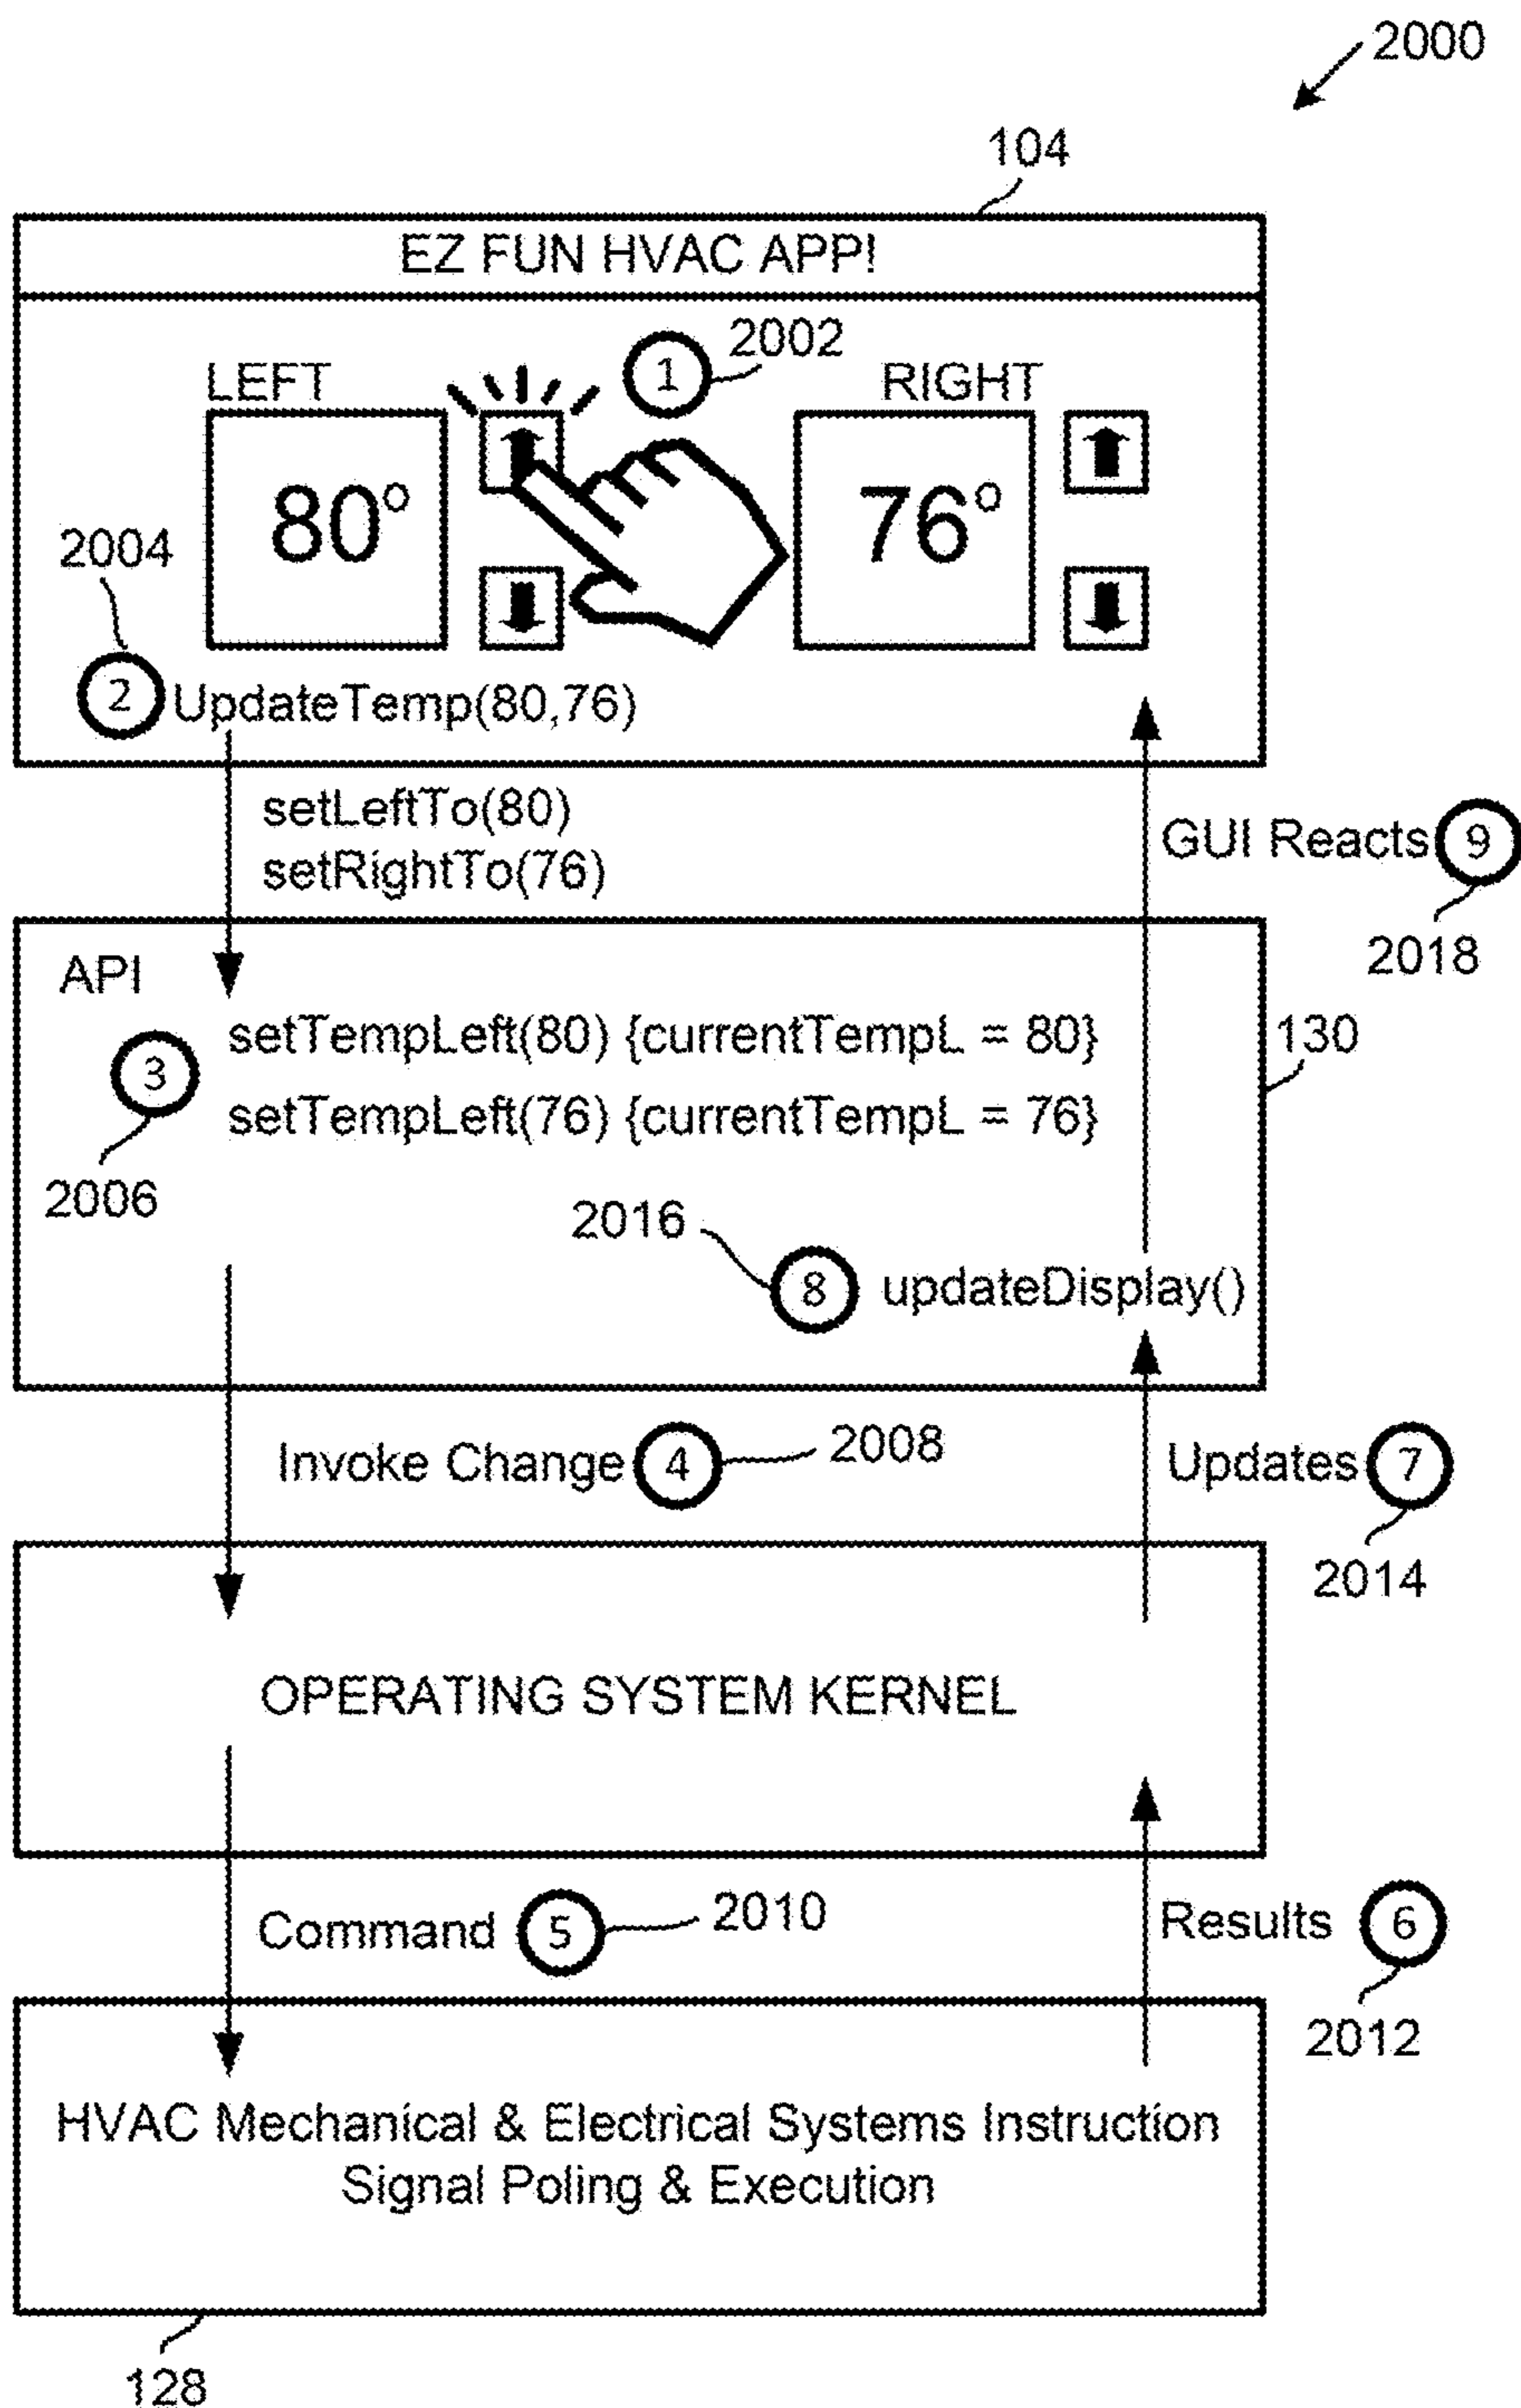 2000
104
EZ FUN HVAC APP!
1 2002
LEFT
RIGHT
80°
76°
2004
2 UpdateTemp(80,76)
setLeftTo(80)
setRightTo(76)
GUI Reacts 9
2018
API
130
3
setTempLeft(80) {currentTempL = 80}
setTempLeft(76) {currentTempL = 76}
2006
2016
8 updateDisplay()
Invoke Change 4 2008
Updates 7
2014
OPERATING SYSTEM KERNEL
Command 5 2010
Results 6
2012
HVAC Mechanical & Electrical Systems Instruction
Signal Poling & Execution
128